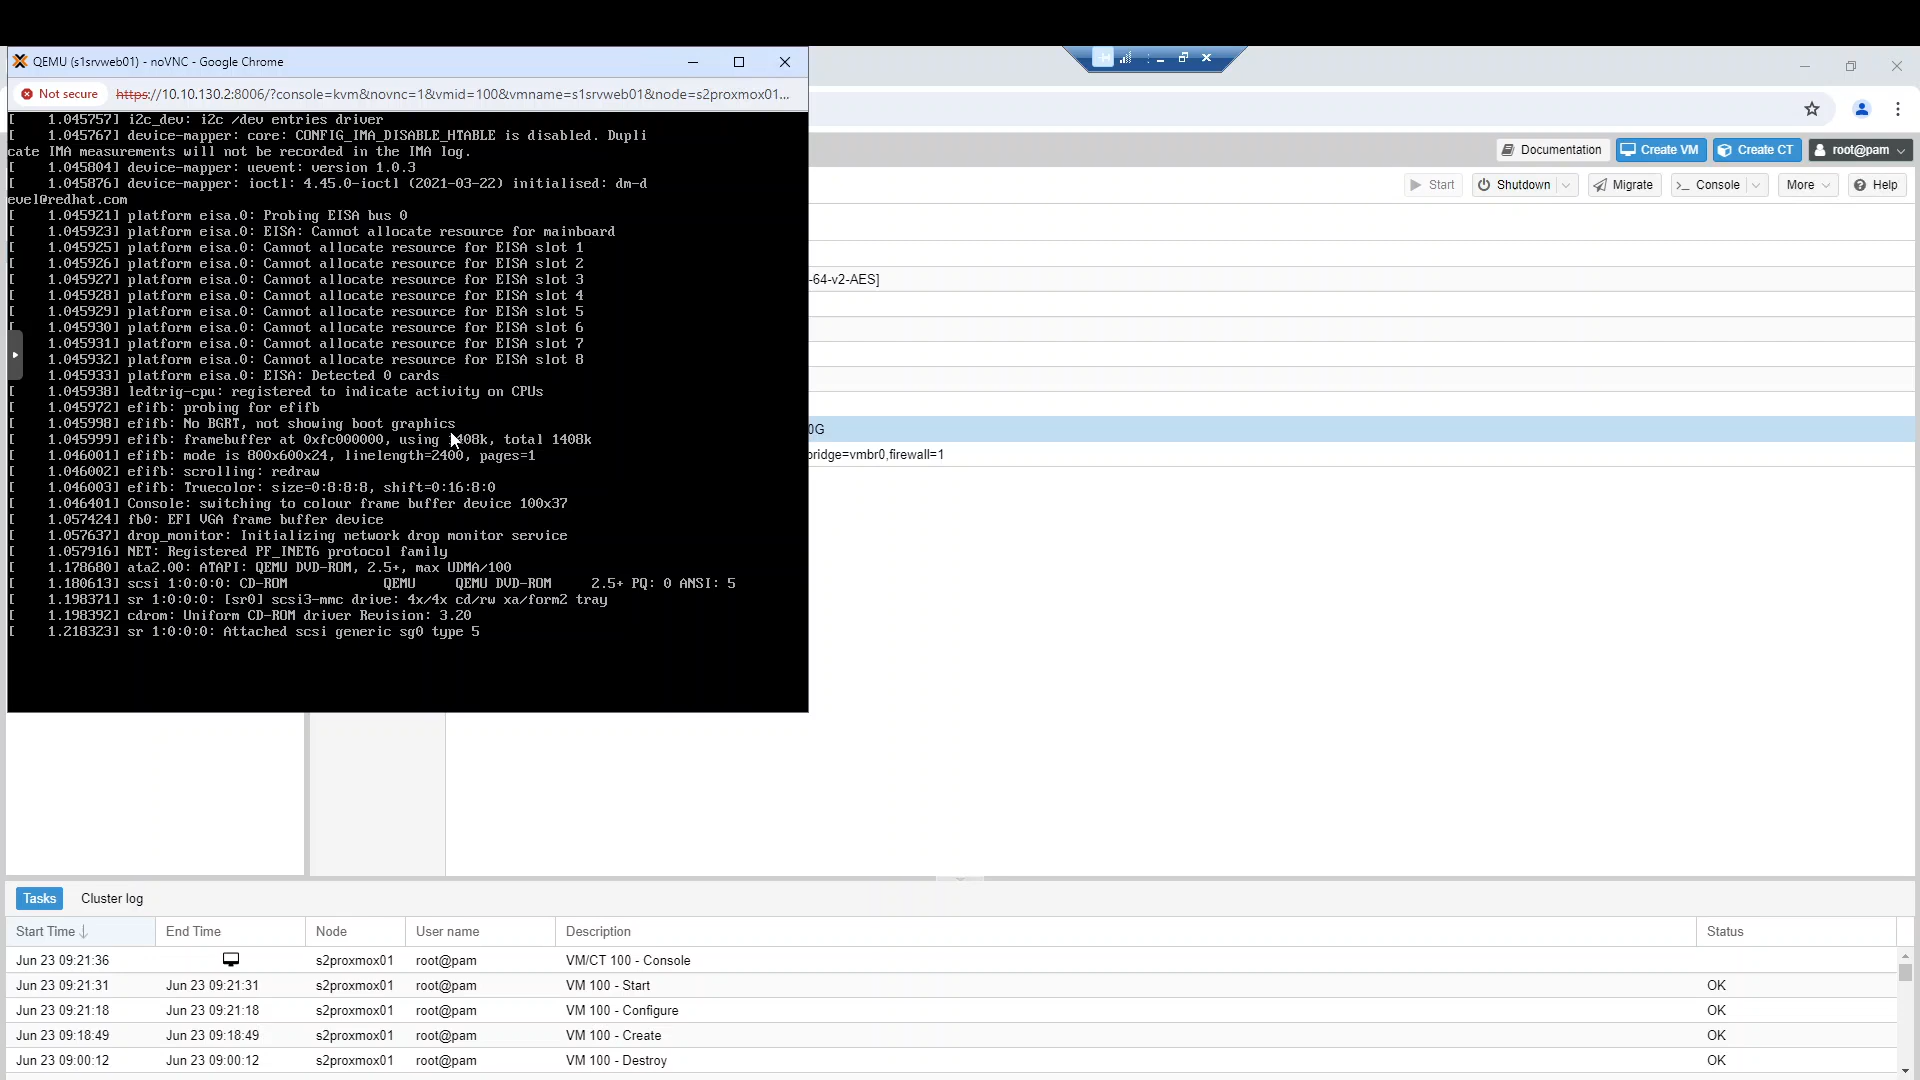 QEMU (s1srvweb01) - noVNC - Google Chrome
Not secure https://10.10.130.2:8006/?console=kvm&novnc=1&vmid=100&vmname=s1srvweb01&node=s2proxmox01...
[    1.045757] i2c_dev: i2c /dev entries driver
[    1.045767] device-mapper: core: CONFIG_IMA_DISABLE_HTABLE is disabled. Dupli
cate IMA measurements will not be recorded in the IMA log.
[    1.045804] device-mapper: uevent: version 1.0.3
[    1.045876] device-mapper: ioctl: 4.45.0-ioctl (2021-03-22) initialised: dm-d
evel@redhat.com
[    1.045921] platform eisa.0: Probing EISA bus 0
[    1.045923] platform eisa.0: EISA: Cannot allocate resource for mainboard
[    1.045925] platform eisa.0: Cannot allocate resource for EISA slot 1
[    1.045926] platform eisa.0: Cannot allocate resource for EISA slot 2
[    1.045927] platform eisa.0: Cannot allocate resource for EISA slot 3
[    1.045928] platform eisa.0: Cannot allocate resource for EISA slot 4
[    1.045929] platform eisa.0: Cannot allocate resource for EISA slot 5
[    1.045930] platform eisa.0: Cannot allocate resource for EISA slot 6
[    1.045931] platform eisa.0: Cannot allocate resource for EISA slot 7
[    1.045932] platform eisa.0: Cannot allocate resource for EISA slot 8
[    1.045933] platform eisa.0: EISA: Detected 0 cards
[    1.045938] ledtrig-cpu: registered to indicate activity on CPUs
[    1.045972] efifb: probing for efifb
[    1.045998] efifb: No BGRT, not showing boot graphics
[    1.045999] efifb: framebuffer at 0xfc000000, using 1408k, total 1408k
[    1.046001] efifb: mode is 800x600x24, linelength=2400, pages=1
[    1.046002] efifb: scrolling: redraw
[    1.046003] efifb: Truecolor: size=0:8:8:8, shift=0:16:8:0
[    1.046401] Console: switching to colour frame buffer device 100x37
[    1.057424] fb0: EFI VGA frame buffer device
[    1.057637] drop_monitor: Initializing network drop monitor service
[    1.057916] NET: Registered PF_INET6 protocol family
[    1.178680] ata2.00: ATAPI: QEMU DVD-ROM, 2.5+, max UDMA/100
[    1.180613] scsi 1:0:0:0: CD-ROM            QEMU     QEMU DVD-ROM     2.5+ PQ: 0 ANSI: 5
[    1.198371] sr 1:0:0:0: [sr0] scsi3-mmc drive: 4x/4x cd/rw xa/form2 tray
[    1.198392] cdrom: Uniform CD-ROM driver Revision: 3.20
[    1.218323] sr 1:0:0:0: Attached scsi generic sg0 type 5
Documentation Create VM Create CT root@pam
Start Shutdown Migrate Console More Help
-64-v2-AES]
0G
bridge=vmbr0,firewall=1
Tasks Cluster log
Start Time End Time Node User name Description Status
Jun 23 09:21:36 s2proxmox01 root@pam VM/CT 100 - Console
Jun 23 09:21:31 Jun 23 09:21:31 s2proxmox01 root@pam VM 100 - Start OK
Jun 23 09:21:18 Jun 23 09:21:18 s2proxmox01 root@pam VM 100 - Configure OK
Jun 23 09:18:49 Jun 23 09:18:49 s2proxmox01 root@pam VM 100 - Create OK
Jun 23 09:00:12 Jun 23 09:00:12 s2proxmox01 root@pam VM 100 - Destroy OK